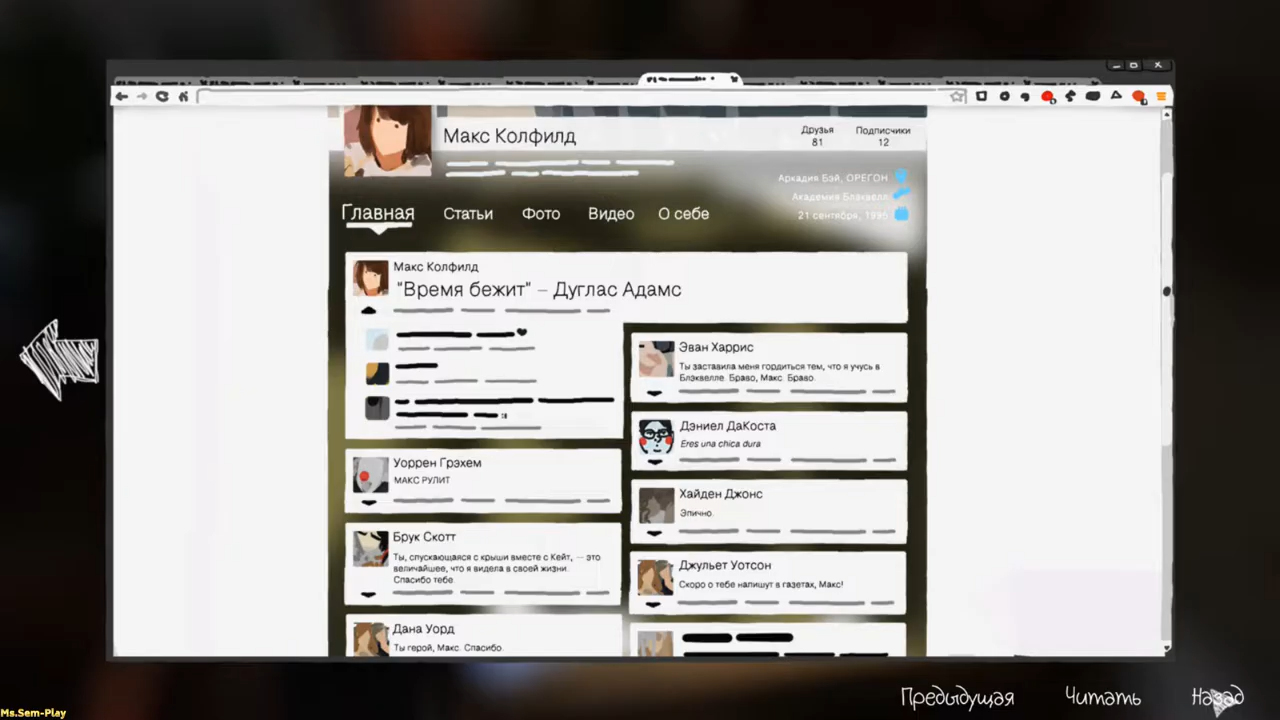 Макс Колфилд
Друзья
81
Подписчики
12
Аркадия Бэй, ОРЕГОН
Академия Блэквелл
21 сентября, 1995
Главная
Статьи
Фото
Видео
О себе
Макс Колфилд
"Время бежит" – Дуглас Адамс
Уоррен Грэхем
МАКС РУЛИТ
Брук Скотт
Ты, спускающаяся с крыши вместе с Кейт, — это
величайшее, что я видела в своей жизни.
Спасибо тебе.
Дана Уорд
Ты герой, Макс. Спасибо.
Эван Харрис
Ты заставила меня гордиться тем, что я учусь в
Блэквелле. Браво, Макс. Браво.
Дэниел ДаКоста
Eres una chica dura
Хайден Джонс
Эпично.
Джульет Уотсон
Скоро о тебе напишут в газетах, Макс!
Предыдущая
Читать
Назад
Ms.Sem-Play